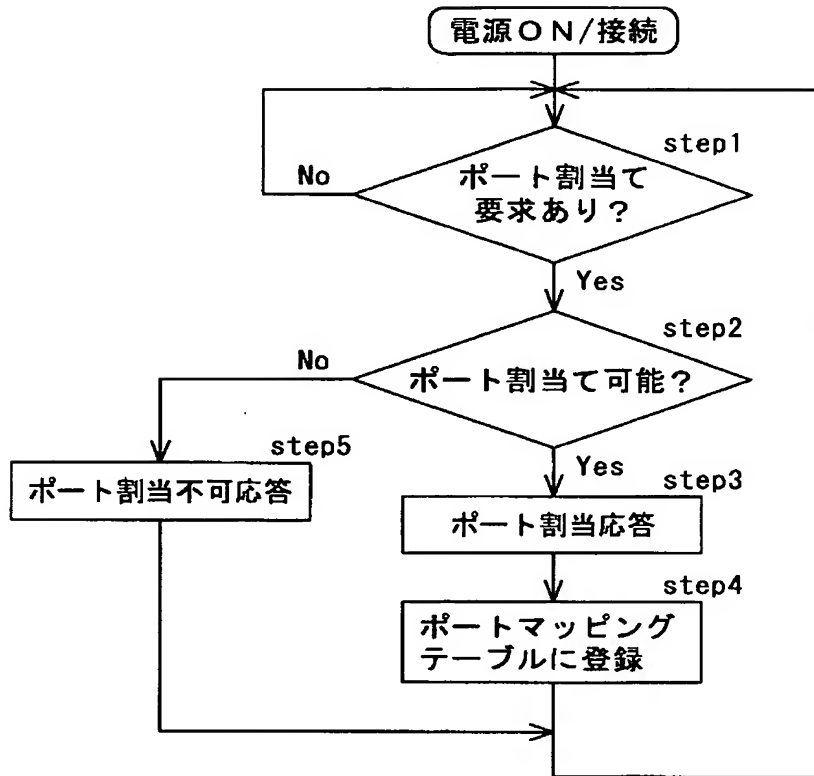 電源ON/接続
step1
No
ポート割当て
要求あり?
Yes
step2
No
ポート割当て可能?
step5
Yes
step3
ポート割当不可応答
ポート割当応答
step4
ポートマッピング
テーブルに登録